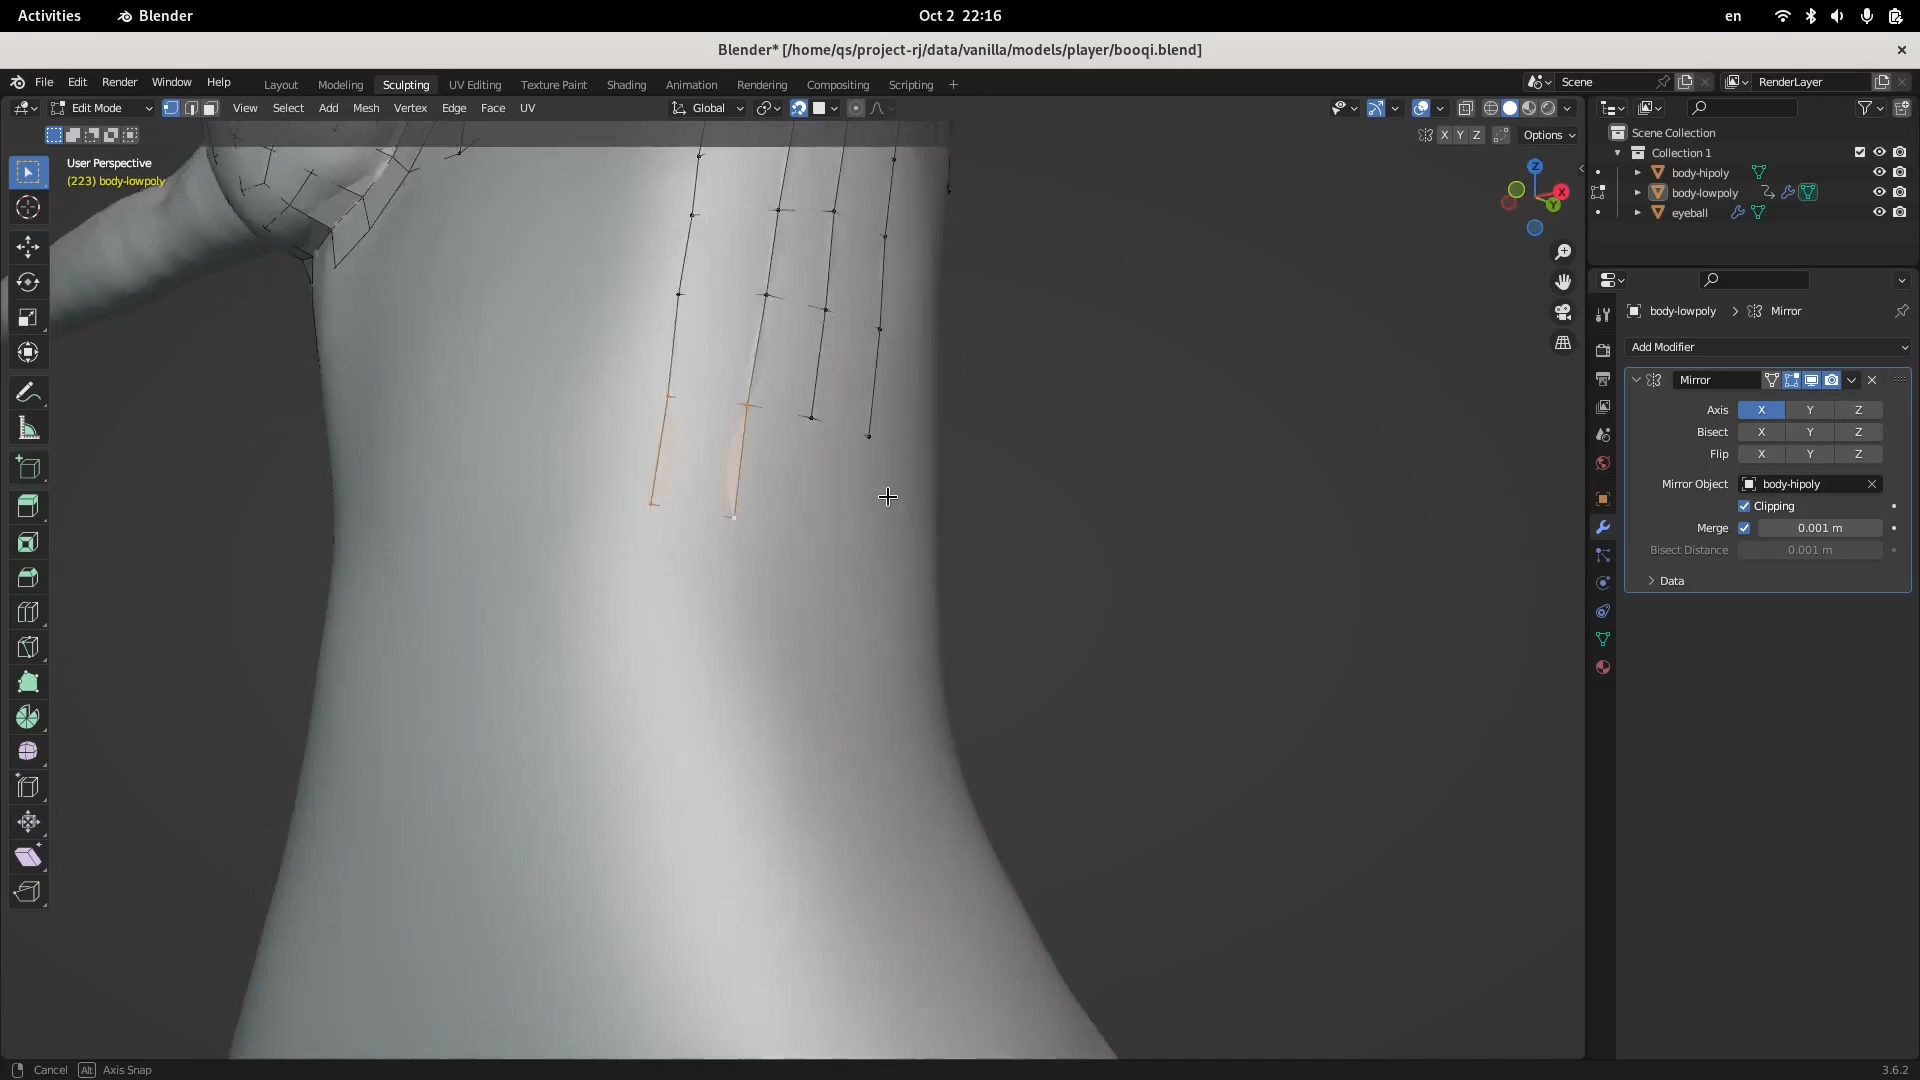 Activities Blender Oct 2 22:16 en
Blender* [/home/qs/project-rj/data/vanilla/models/player/booqi.blend]
File Edit Render Window Help Layout Modeling Sculpting UV Editing Texture Paint Shading Animation Rendering Compositing Scripting + Scene RenderLayer
Edit Mode View Select Add Mesh Vertex Edge Face UV Global
X Y Z Options
User Perspective
(223) body-lowpoly
Z
X
Y
Scene Collection
Collection 1
body-hipoly
body-lowpoly
eyeball
body-lowpoly > Mirror
Add Modifier
Mirror
Axis X Y Z
Bisect X Y Z
Flip X Y Z
Mirror Object body-hipoly
Clipping
Merge 0.001 m
Bisect Distance 0.001 m
Data
Cancel Alt Axis Snap 3.6.2